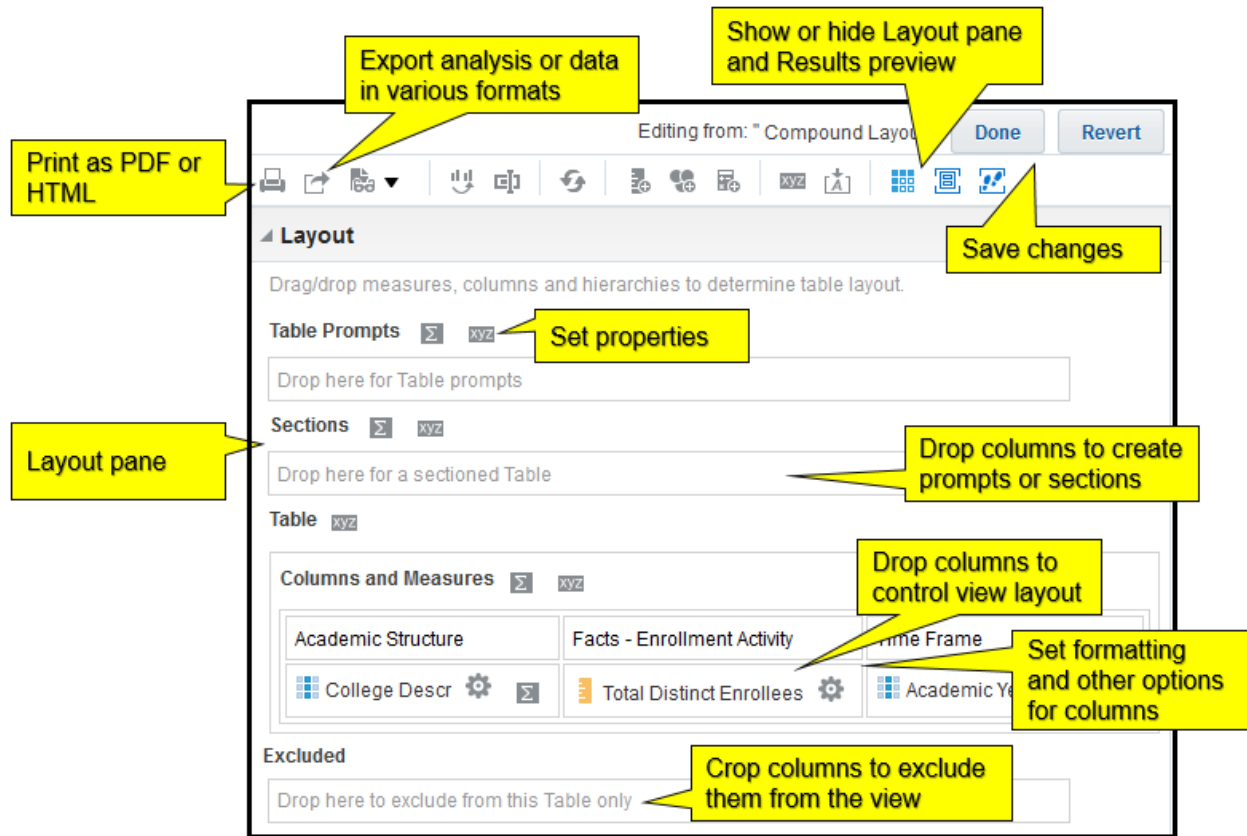 Show or hide Layout pane
and Results preview
Export analysis or data
in various formats
Editing from: " Compound Layou
Done
Revert
Print as PDF or
HTML
xyz
A
Save changes
Layout
Drag/drop measures, columns and hierarchies to determine table layout.
Table Prompts Σ xyz
Set properties
Drop here for Table prompts
Sections Σ xyz
Layout pane
Drop here for a sectioned Table
Drop columns to create
prompts or sections
Table xyz
Drop columns to
control view layout
Columns and Measures Σ xyz
Academic Structure
Facts - Enrollment Activity
Time Frame
Set formatting
and other options
for columns
College Descr Σ
Total Distinct Enrollees
Academic Ye
Excluded
Drop here to exclude from this Table only
Crop columns to exclude
them from the view